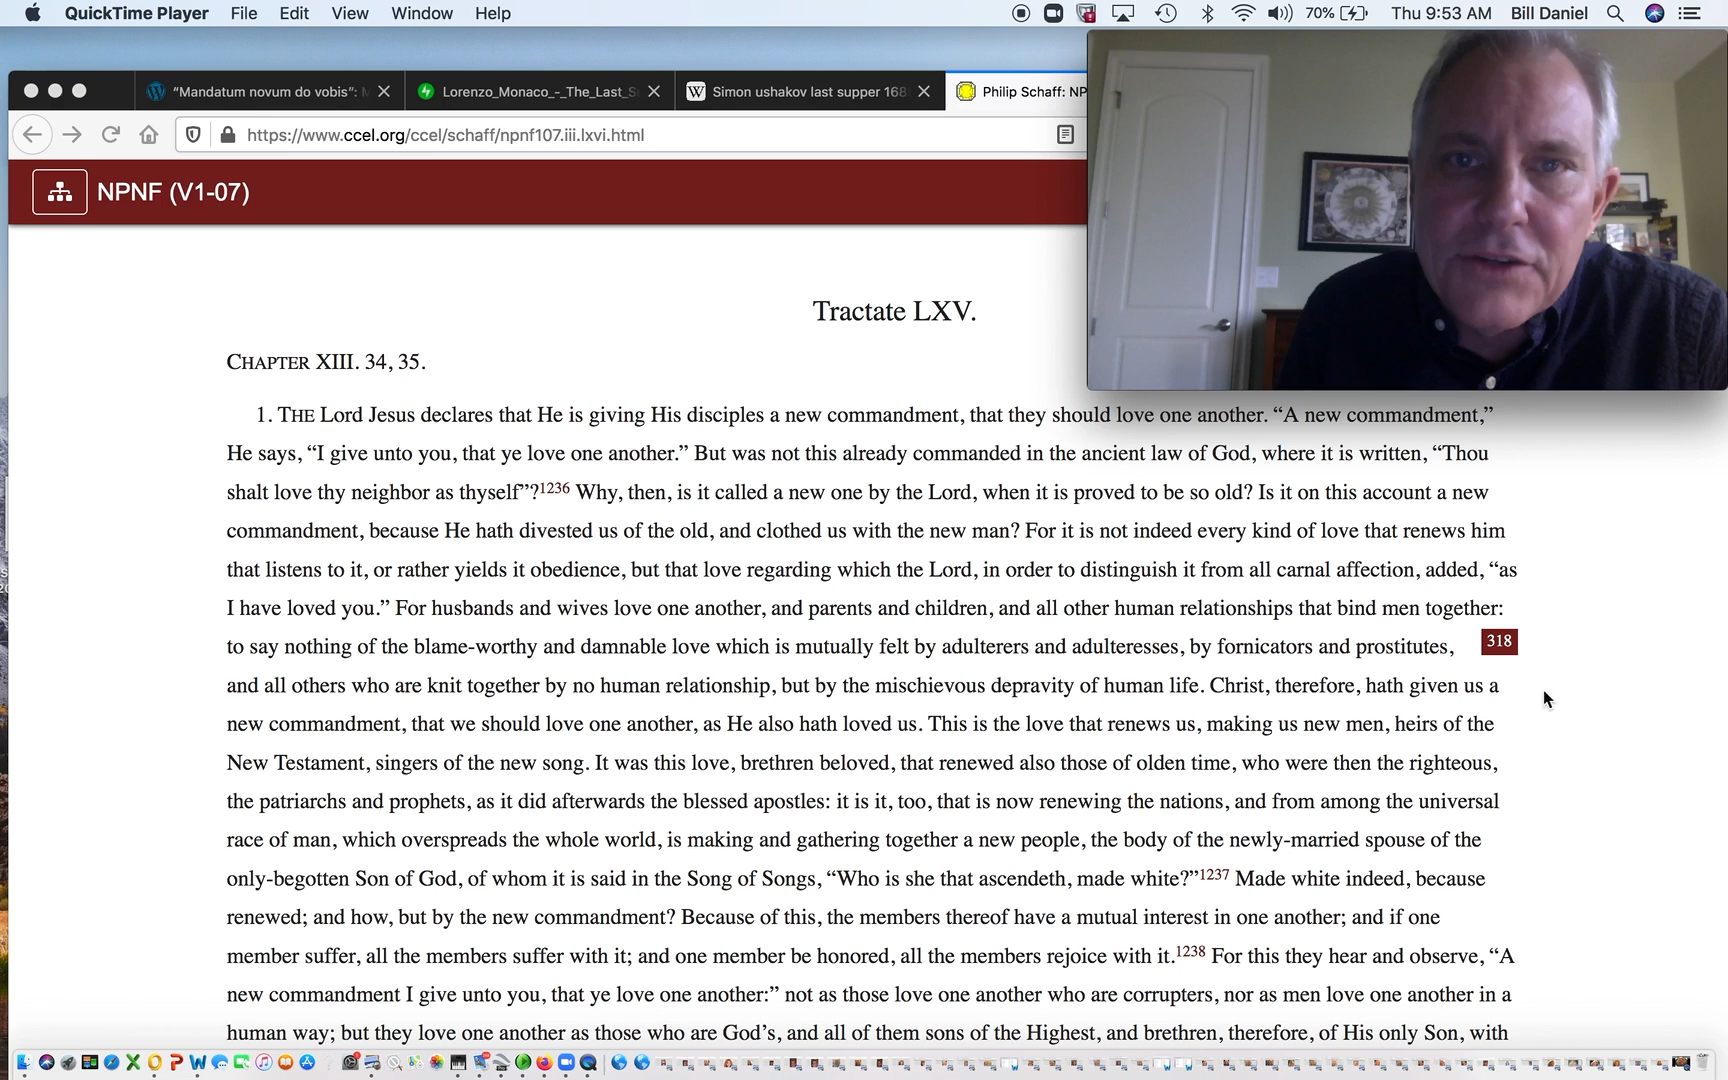 QuickTime Player File Edit View Window Help 70% Thu 9:53 AM Bill Daniel
“Mandatum novum do vobis”: M
Lorenzo_Monaco_-_The_Last_S
W Simon ushakov last supper 168
Philip Schaff: NP
https://www.ccel.org/ccel/schaff/npnf107.iii.lxvi.html
NPNF (V1-07)
Tractate LXV.
CHAPTER XIII. 34, 35.
1. THE Lord Jesus declares that He is giving His disciples a new commandment, that they should love one another. “A new commandment,”
He says, “I give unto you, that ye love one another.” But was not this already commanded in the ancient law of God, where it is written, “Thou
shalt love thy neighbor as thyself”?1236 Why, then, is it called a new one by the Lord, when it is proved to be so old? Is it on this account a new
commandment, because He hath divested us of the old, and clothed us with the new man? For it is not indeed every kind of love that renews him
that listens to it, or rather yields it obedience, but that love regarding which the Lord, in order to distinguish it from all carnal affection, added, “as
I have loved you.” For husbands and wives love one another, and parents and children, and all other human relationships that bind men together:
to say nothing of the blame-worthy and damnable love which is mutually felt by adulterers and adulteresses, by fornicators and prostitutes, 318
and all others who are knit together by no human relationship, but by the mischievous depravity of human life. Christ, therefore, hath given us a
new commandment, that we should love one another, as He also hath loved us. This is the love that renews us, making us new men, heirs of the
New Testament, singers of the new song. It was this love, brethren beloved, that renewed also those of olden time, who were then the righteous,
the patriarchs and prophets, as it did afterwards the blessed apostles: it is it, too, that is now renewing the nations, and from among the universal
race of man, which overspreads the whole world, is making and gathering together a new people, the body of the newly-married spouse of the
only-begotten Son of God, of whom it is said in the Song of Songs, “Who is she that ascendeth, made white?”1237 Made white indeed, because
renewed; and how, but by the new commandment? Because of this, the members thereof have a mutual interest in one another; and if one
member suffer, all the members suffer with it; and one member be honored, all the members rejoice with it.1238 For this they hear and observe, “A
new commandment I give unto you, that ye love one another:” not as those love one another who are corrupters, nor as men love one another in a
human way; but they love one another as those who are God’s, and all of them sons of the Highest, and brethren, therefore, of His only Son, with